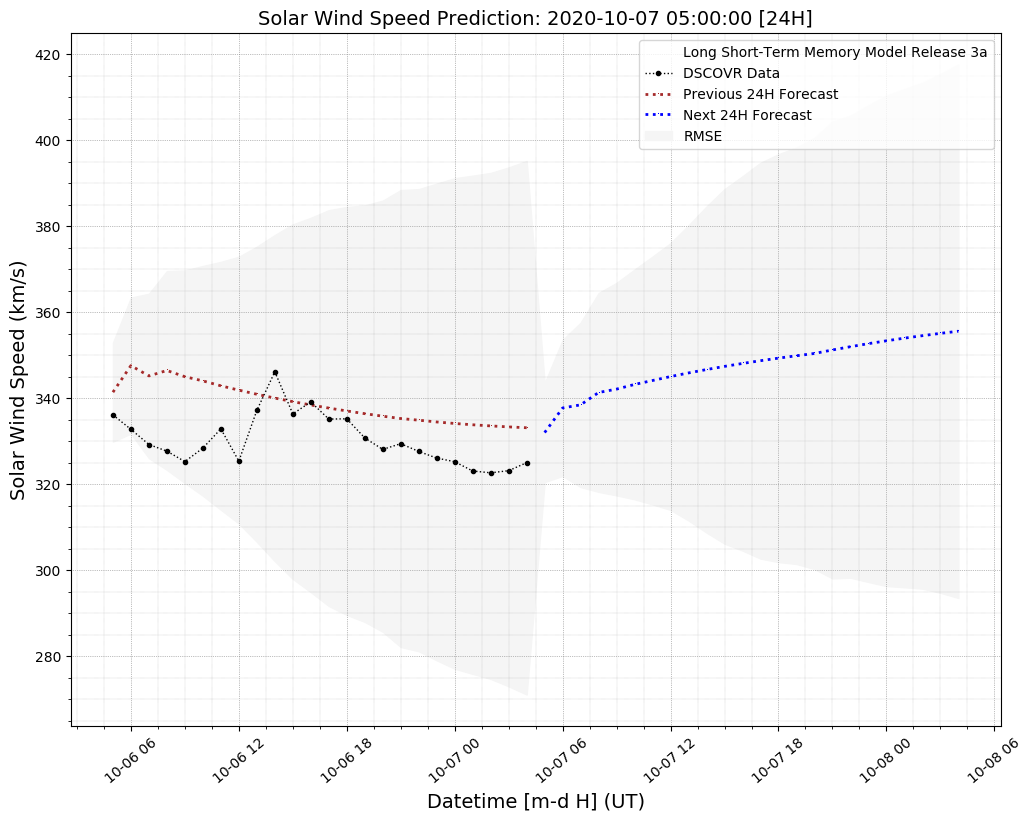 Solar Wind Speed Prediction: 2020-10-07 05:00:00 [24H]
Long Short-Term Memory Model Release 3a
DSCOVR Data
Previous 24H Forecast
Next 24H Forecast
RMSE
Solar Wind Speed (km/s)
420
400
380
360
340
320
300
280
10-06 06
10-06 12
10-06 18
10-07 00
10-07 06
10-07 12
10-07 18
10-08 00
10-08 06
Datetime [m-d H] (UT)